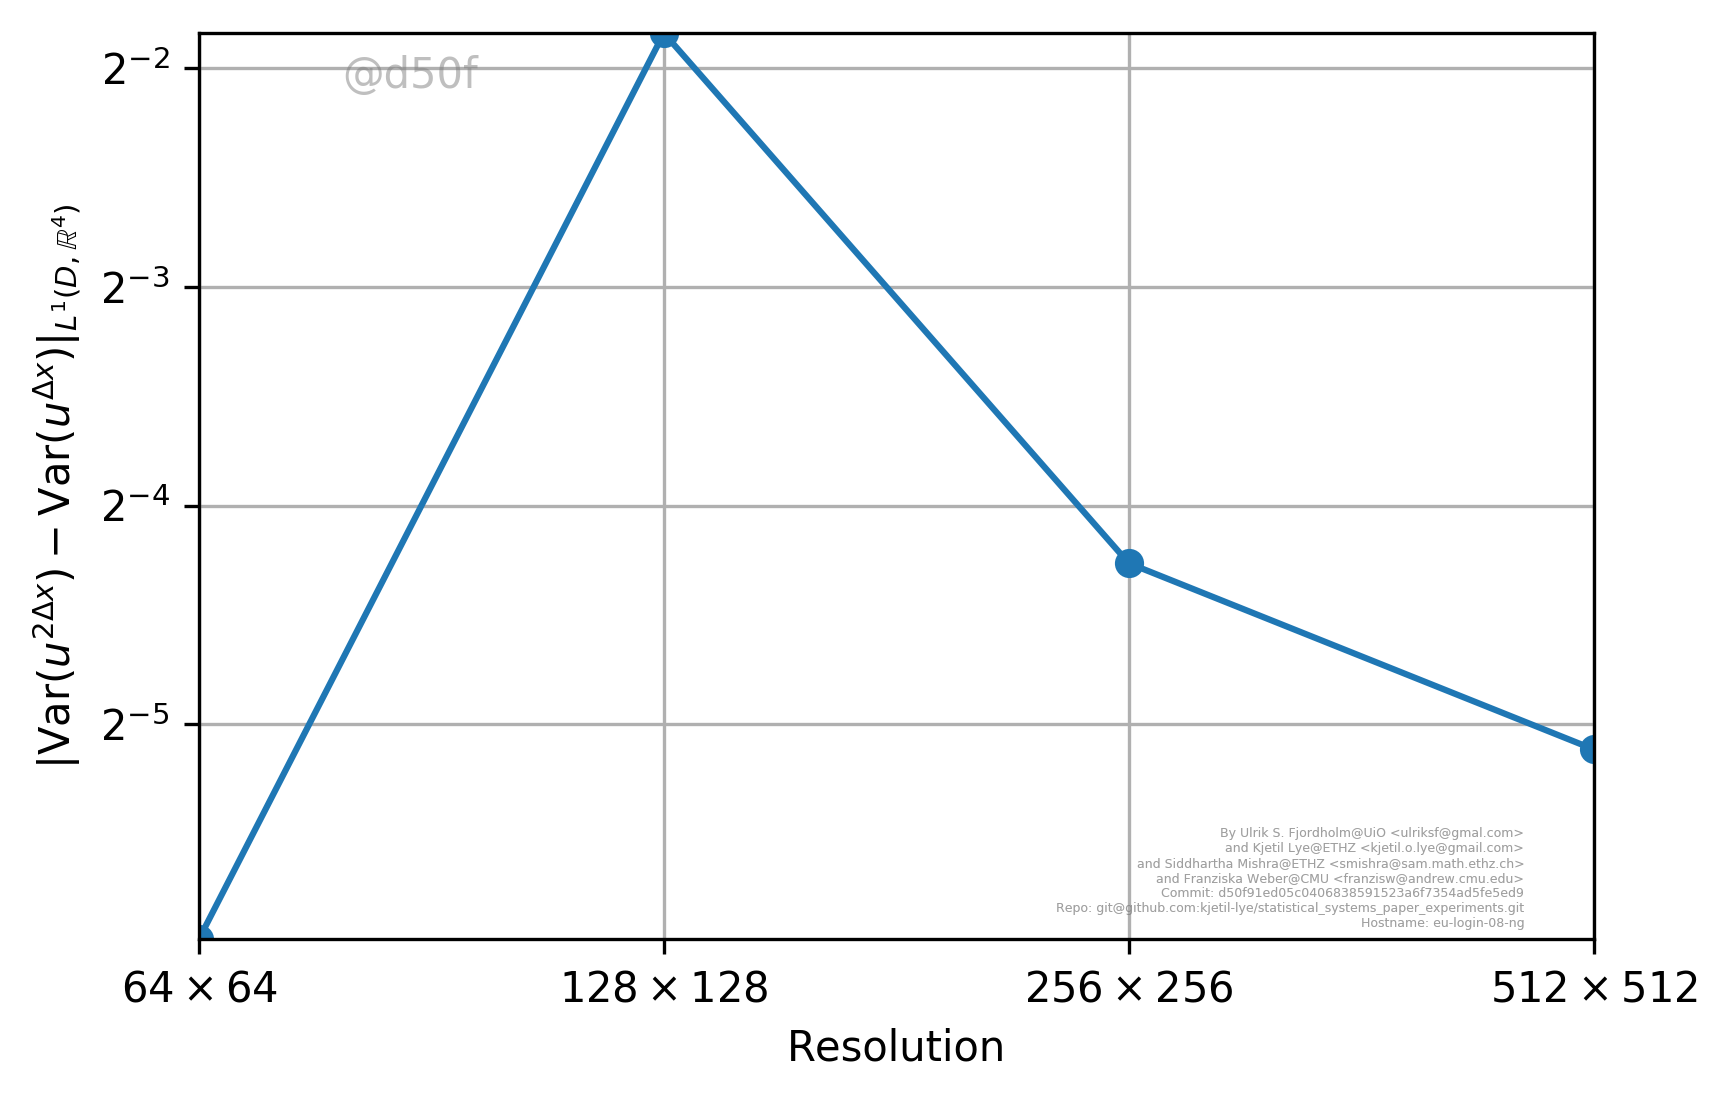 @d50f
2⁻²
2⁻³
2⁻⁴
2⁻⁵
|Var(u^{2Δx}) − Var(u^{Δx})|_{L¹(D, ℝ⁴)}
By Ulrik S. Fjordholm@UiO <ulriksf@gmal.com>
and Kjetil Lye@ETHZ <kjetil.o.lye@gmail.com>
and Siddhartha Mishra@ETHZ <smishra@sam.math.ethz.ch>
and Franziska Weber@CMU <franzisw@andrew.cmu.edu>
Commit: d50f91ed05c0406838591523a6f7354ad5fe5ed9
Repo: git@github.com:kjetil-lye/statistical_systems_paper_experiments.git
Hostname: eu-login-08-ng
64 × 64 128 × 128 256 × 256 512 × 512
Resolution